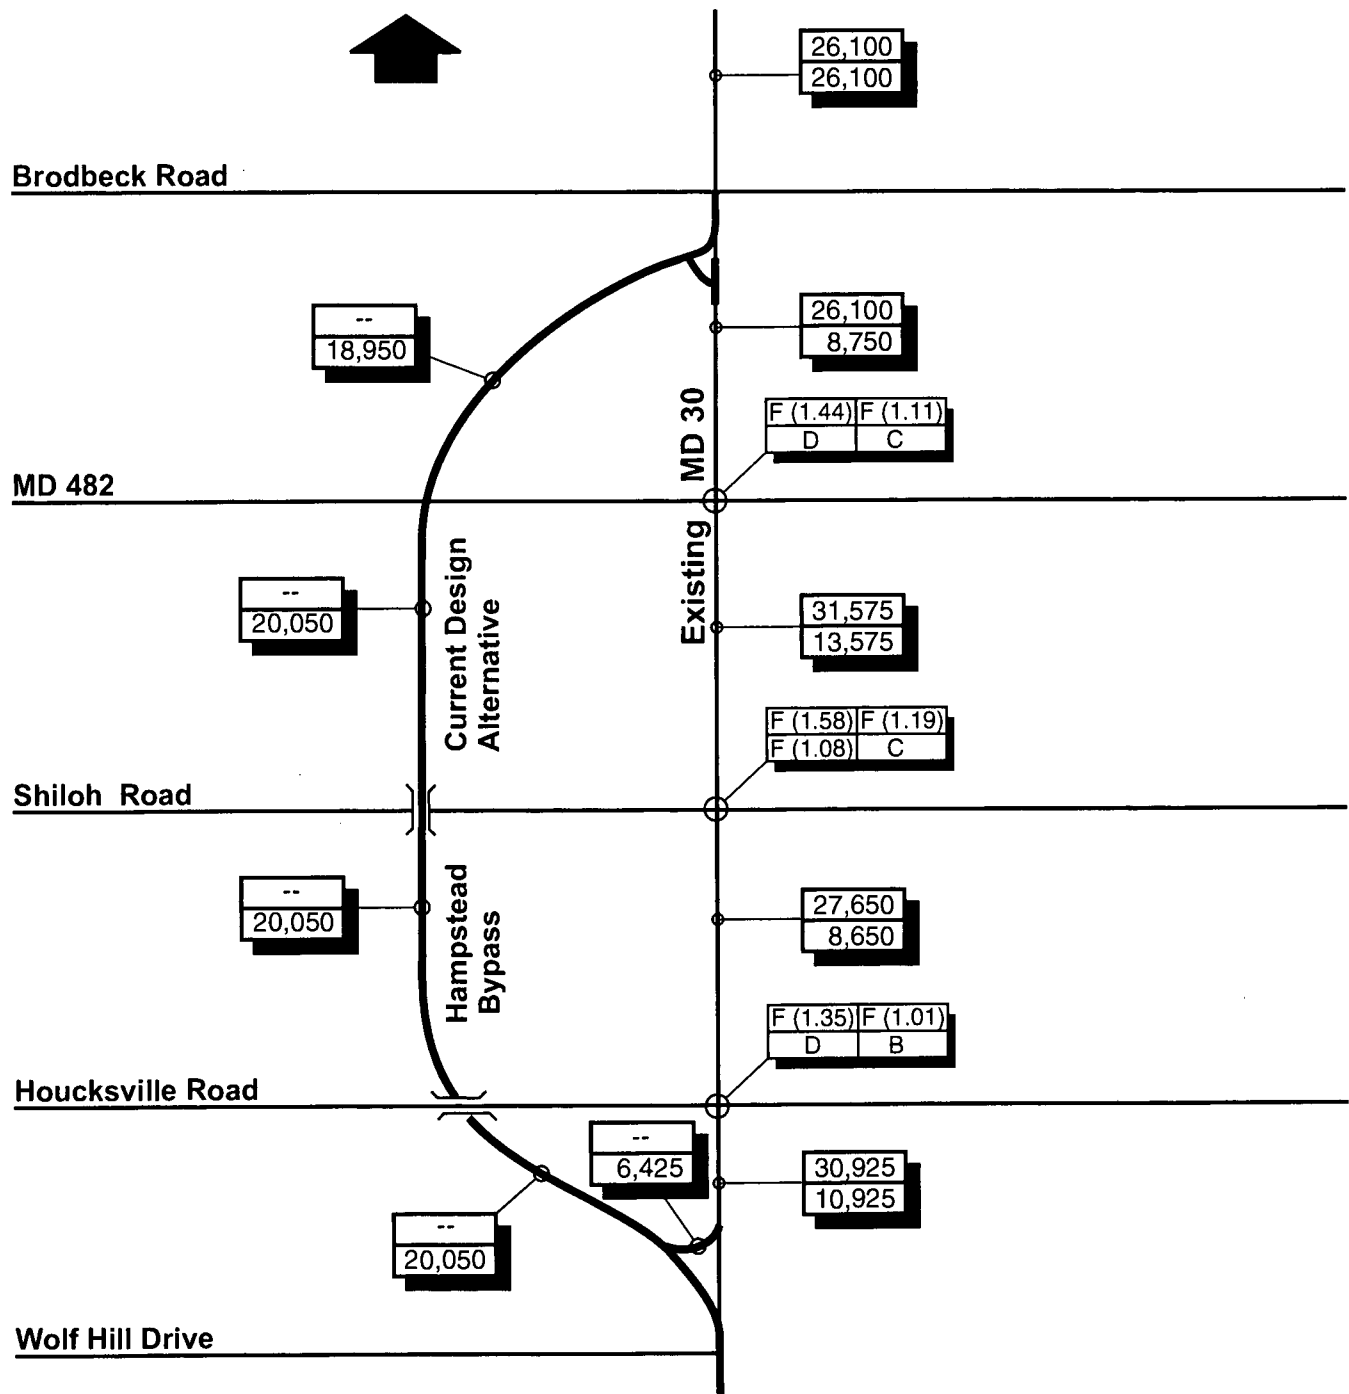 26,100
26,100
Brodbeck Road
--
18,950
26,100
8,750
MD 30
F (1.44) F (1.11)
D C
MD 482
Existing
--
20,050
Current Design
Alternative
31,575
13,575
F (1.58) F (1.19)
F (1.08) C
Shiloh Road
--
20,050
Hampstead
Bypass
27,650
8,650
F (1.35) F (1.01)
D B
Houcksville Road
--
6,425
30,925
10,925
--
20,050
Wolf Hill Drive